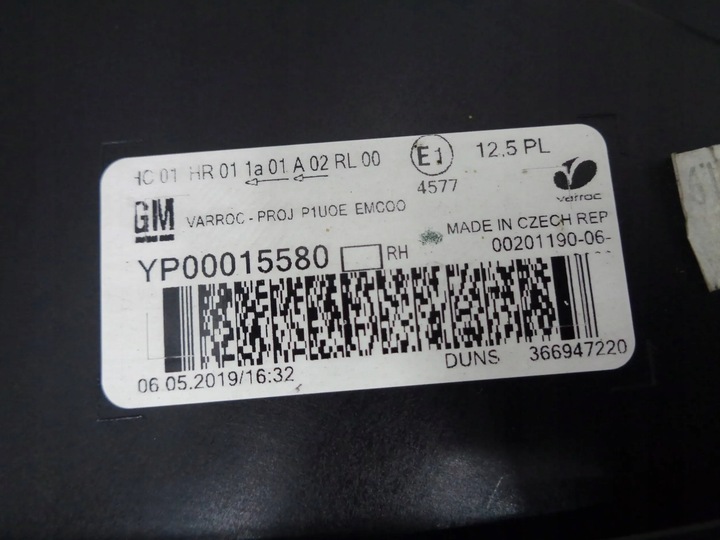 HC 01 HR 01 1a 01 A 02 RL 00
E1
12.5 PL
4577
varroc
GM
VARROC - PROJ P1UOE EMCOO
MADE IN CZECH REP
YP00015580
RH
00201190-06-
06.05.2019/16:32
DUNS 366947220